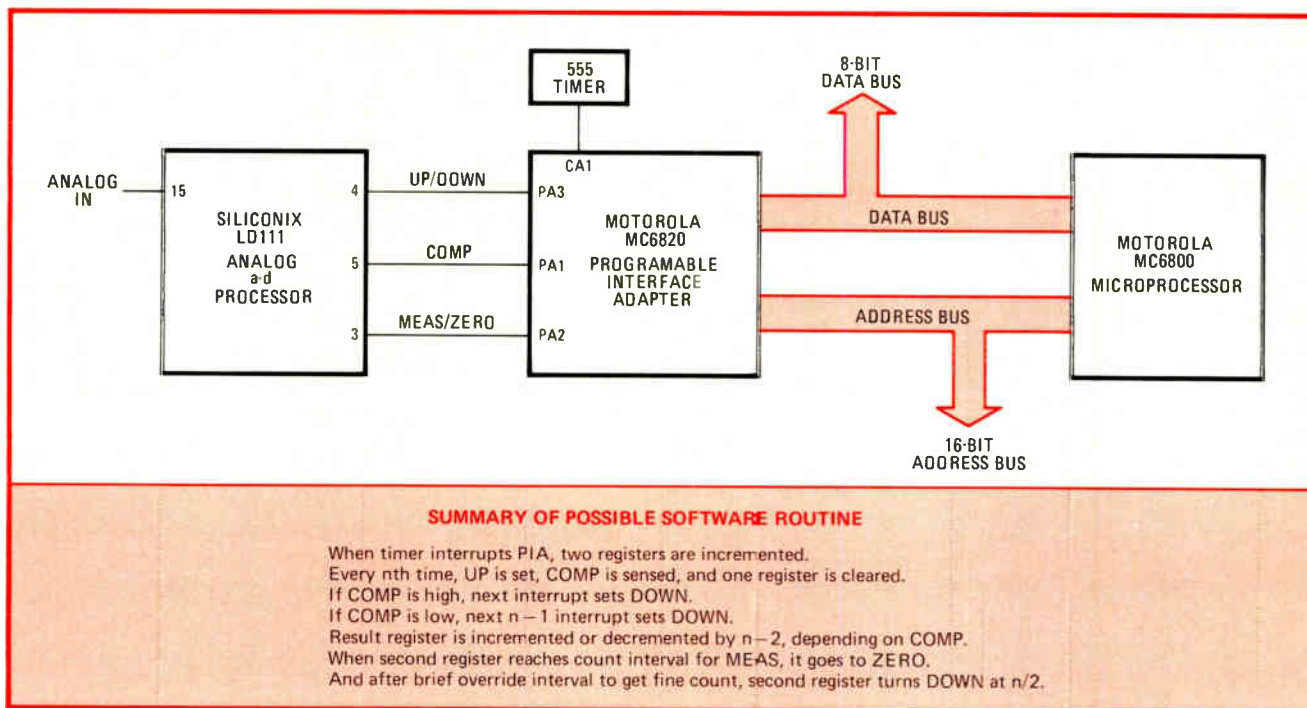 555
TIMER
8-BIT
DATA BUS
CA1
ANALOG
IN
15
4
UP/DOWN
PA3
SILICONIX
LD111
ANALOG
a-d
PROCESSOR
5
COMP
PA1
3
MEAS/ZERO
PA2
MOTOROLA
MC6820
PROGRAMABLE
INTERFACE
ADAPTER
DATA BUS
ADDRESS BUS
MOTOROLA
MC6800
MICROPROCESSOR
16-BIT
ADDRESS BUS
SUMMARY OF POSSIBLE SOFTWARE ROUTINE
When timer interrupts PIA, two registers are incremented.
Every nth time, UP is set, COMP is sensed, and one register is cleared.
If COMP is high, next interrupt sets DOWN.
If COMP is low, next n – 1 interrupt sets DOWN.
Result register is incremented or decremented by n–2, depending on COMP.
When second register reaches count interval for MEAS, it goes to ZERO.
And after brief override interval to get fine count, second register turns DOWN at n/2.